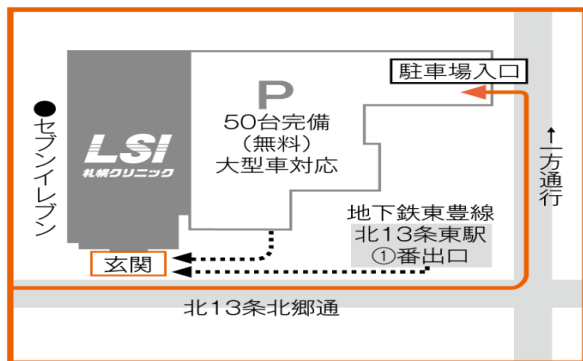 駐車場入口
P
50台完備
（無料）
大型車対応
LSI
札幌クリニック
●セブンイレブン
←一方通行
地下鉄東豊線
北13条東駅
①番出口
玄関
北13条北郷通